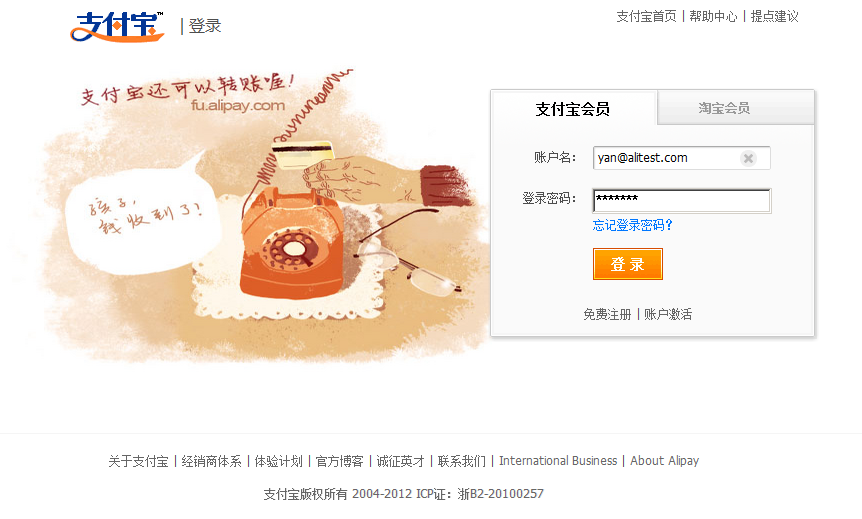 支付宝™ | 登录
支付宝首页 | 帮助中心 | 提点建议
支付宝还可以转账喔！
fu.alipay.com
孩子，
钱收到了？
支付宝会员
淘宝会员
账户名： yan@alitest.com
登录密码： *******
忘记登录密码？
登 录
免费注册 | 账户激活
关于支付宝 | 经销商体系 | 体验计划 | 官方博客 | 诚征英才 | 联系我们 | International Business | About Alipay
支付宝版权所有 2004-2012 ICP证：浙B2-20100257